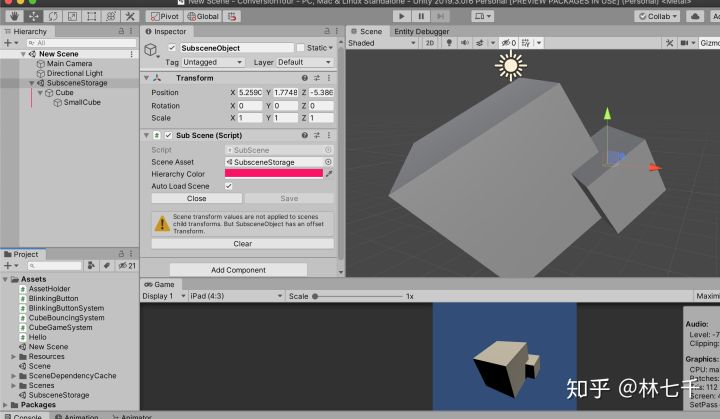 New Scene - ConversionTour - PC, Mac & Linux Standalone - Unity 2019.3.0f6 Personal [PREVIEW PACKAGES IN USE] (Personal) <Metal>
Pivot Global Collab Account
Hierarchy
All
New Scene
Main Camera
Directional Light
SubsceneStorage
Cube
SmallCube
Inspector
SubsceneObject Static
Tag Untagged Layer Default
Transform
Position X 5.2590 Y 1.7748 Z -5.386
Rotation X 0 Y 0 Z 0
Scale X 1 Y 1 Z 1
Sub Scene (Script)
Script SubScene
Scene Asset SubsceneStorage
Hierarchy Color
Auto Load Scene
Close Save
Scene transform values are not applied to scenes
child transforms. But SubsceneObject has an offset
Transform.
Clear
Add Component
Scene Entity Debugger
Shaded 2D 0
Project
21
Assets
AssetHolder
BlinkingButton
BlinkingButtonSystem
CubeBouncingSystem
CubeGameSystem
Hello
New Scene
Resources
Scene
SceneDependencyCache
Scenes
SubsceneStorage
Packages
Game
Display 1 iPad (4:3) Scale 1x Maximi
Audio:
Level: -7
Clipping:
Graphics:
CPU: ma
Batches
Tris: 112
Screen:
SetPass
知乎 @林七千
Console Animation Animator